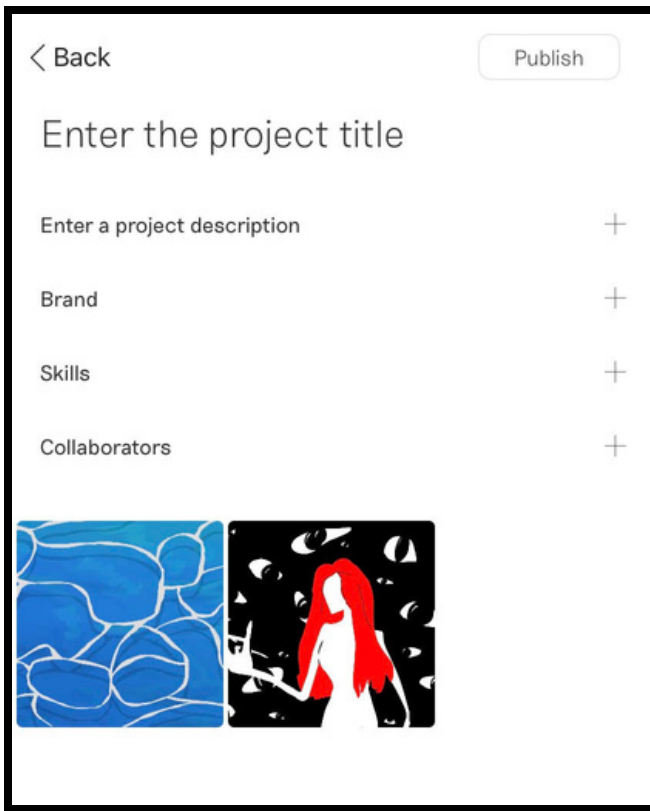 Back
Publish
Enter the project title
Enter a project description
Brand
Skills
Collaborators